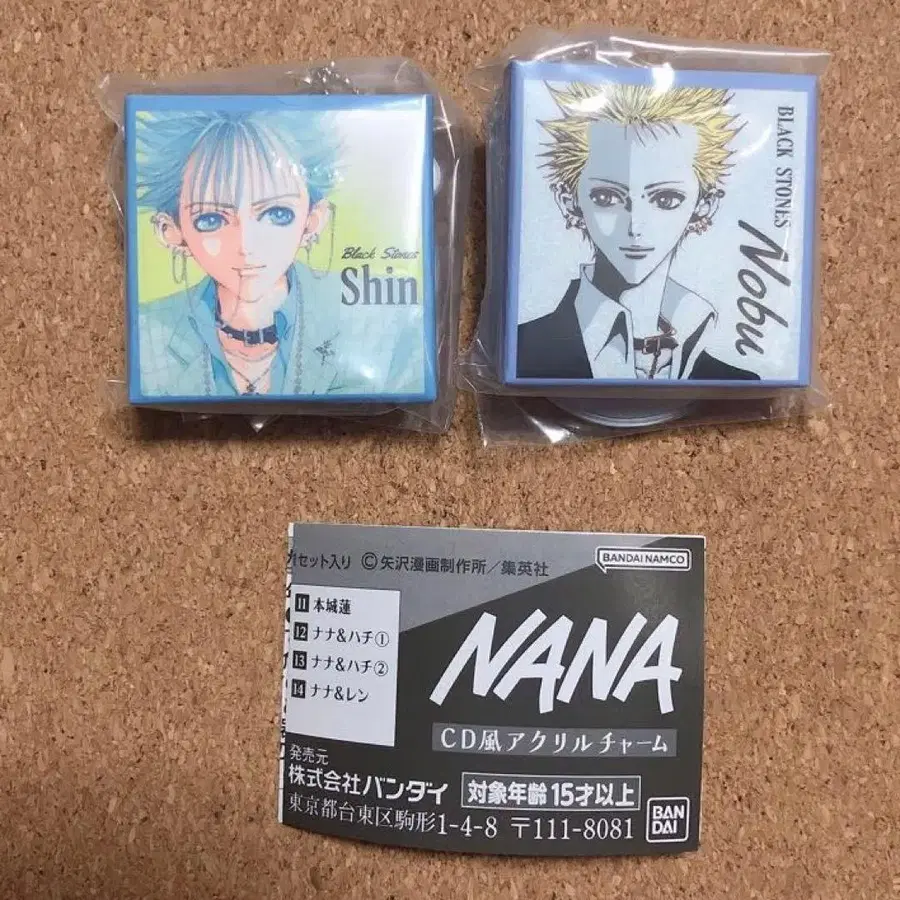 Black Stones
Shin
BLACK STONES
Nobu
1セット入り ©矢沢漫画制作所/集英社
BANDAI NAMCO
11 本城蓮
12 ナナ&ハチ①
13 ナナ&ハチ②
14 ナナ&レン
NANA
CD風アクリルチャーム
発売元
株式会社バンダイ
対象年齢15才以上
東京都台東区駒形1-4-8 〒111-8081
BAN
DAI